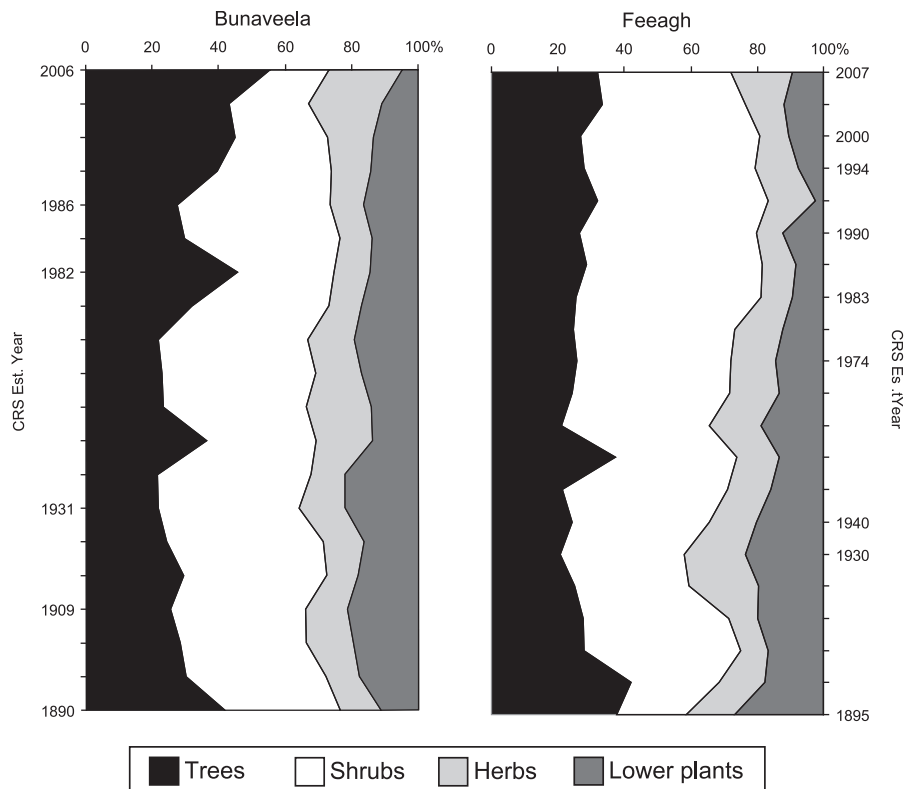 Bunaveela
0 20 40 60 80 100%
2006
1986
1982
1931
1909
1890
CRS Est. Year
Feeagh
0 20 40 60 80 100%
2007
2000
1994
1990
1983
1974
1940
1930
1895
CRS Es .tYear
Trees Shrubs Herbs Lower plants